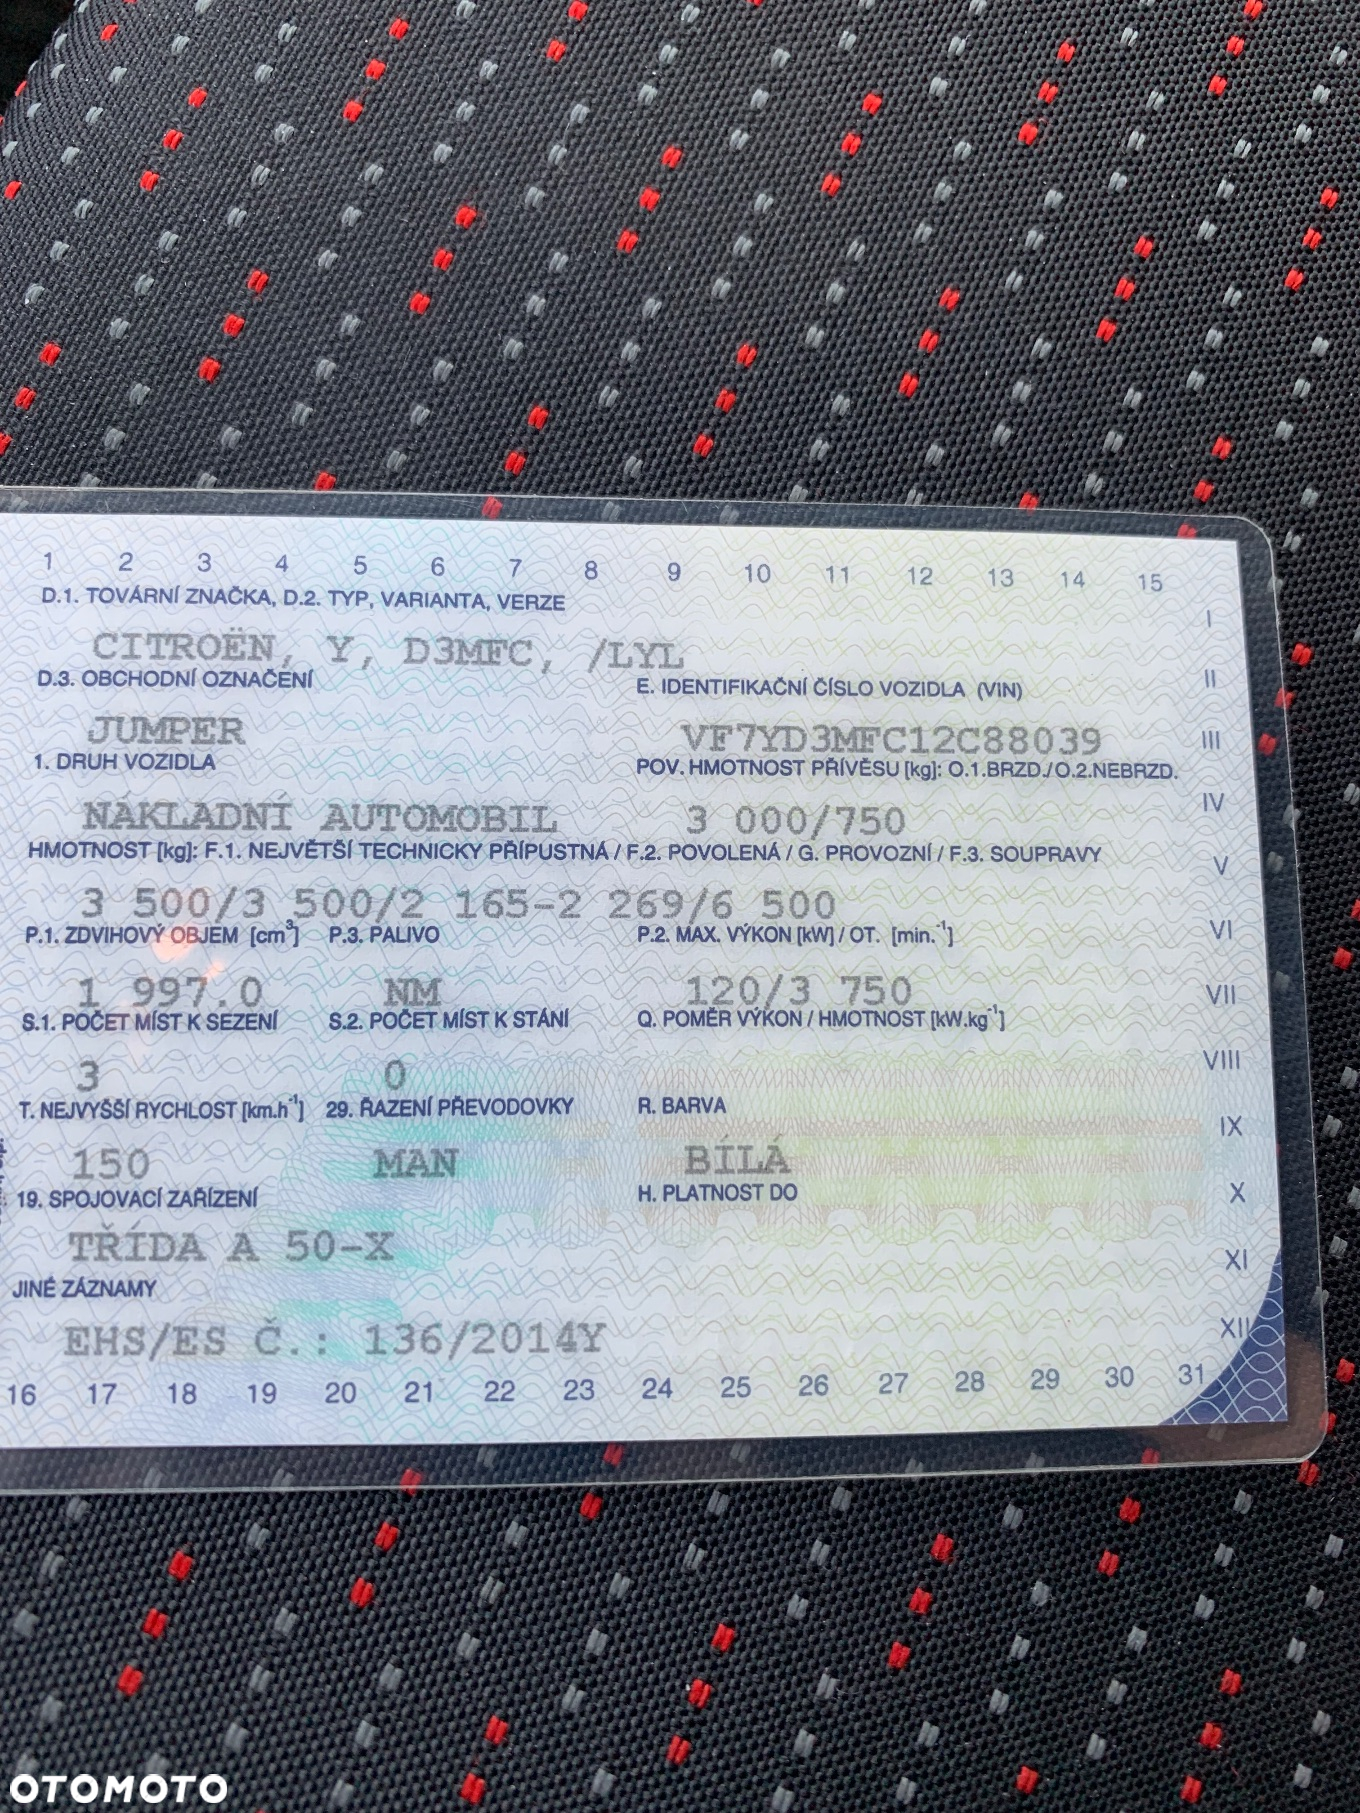 1 2 3 4 5 6 7 8 9 10 11 12 13 14 15
D.1. TOVÁRNÍ ZNAČKA, D.2. TYP, VARIANTA, VERZE
I
CITROËN, Y, D3MFC, /LYL
D.3. OBCHODNÍ OZNAČENÍ E. IDENTIFIKAČNÍ ČÍSLO VOZIDLA (VIN)
II
JUMPER VF7YD3MFC12C88039
III
1. DRUH VOZIDLA POV. HMOTNOST PŘÍVĚSU [kg]: O.1.BRZD./O.2.NEBRZD.
IV
NÁKLADNÍ AUTOMOBIL 3 000/750
HMOTNOST [kg]: F.1. NEJVĚTŠÍ TECHNICKY PŘÍPUSTNÁ / F.2. POVOLENÁ / G. PROVOZNÍ / F.3. SOUPRAVY
V
3 500/3 500/2 165-2 269/6 500
P.1. ZDVIHOVÝ OBJEM [cm³] P.3. PALIVO P.2. MAX. VÝKON [kW] / OT. [min.⁻¹]
VI
1 997.0 NM 120/3 750
VII
S.1. POČET MÍST K SEZENÍ S.2. POČET MÍST K STÁNÍ Q. POMĚR VÝKON / HMOTNOST [kW.kg⁻¹]
VIII
3 0
T. NEJVYŠŠÍ RYCHLOST [km.h⁻¹] 29. ŘAZENÍ PŘEVODOVKY R. BARVA
IX
150 MAN BÍLÁ
19. SPOJOVACÍ ZAŘÍZENÍ H. PLATNOST DO
X
TŘÍDA A 50-X
XI
JINÉ ZÁZNAMY
EHS/ES Č.: 136/2014Y
XII
16 17 18 19 20 21 22 23 24 25 26 27 28 29 30 31
OTOMOTO